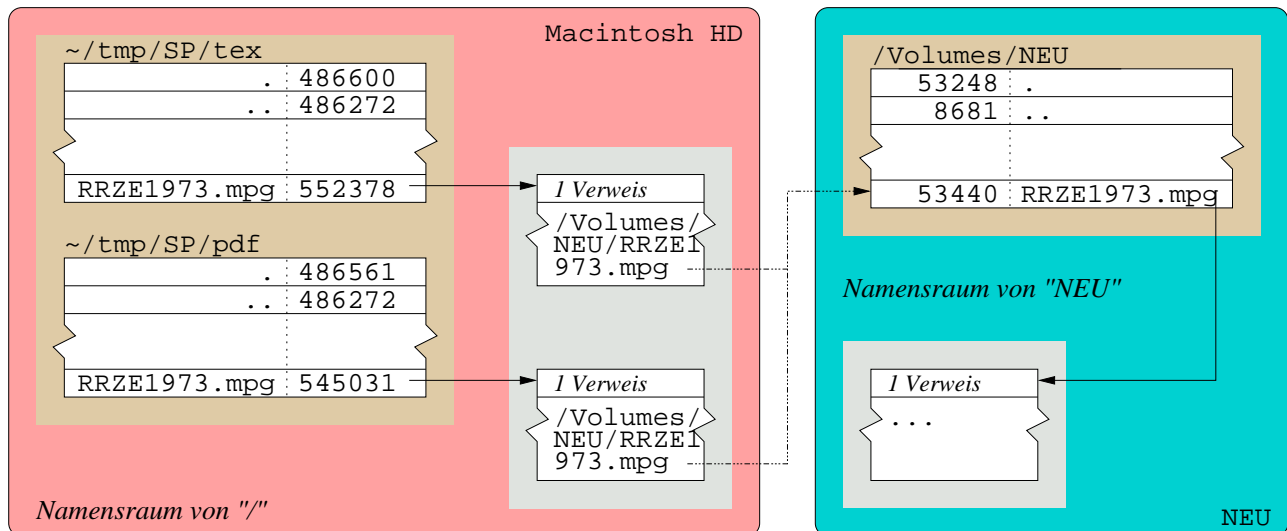 Macintosh HD
~/tmp/SP/tex
. 486600
.. 486272
RRZE1973.mpg 552378
~/tmp/SP/pdf
. 486561
.. 486272
RRZE1973.mpg 545031
Namensraum von "/"
1 Verweis
/Volumes/
NEU/RRZE1
973.mpg
1 Verweis
/Volumes/
NEU/RRZE1
973.mpg
/Volumes/NEU
53248 .
8681 ..
53440 RRZE1973.mpg
Namensraum von "NEU"
1 Verweis
...
NEU